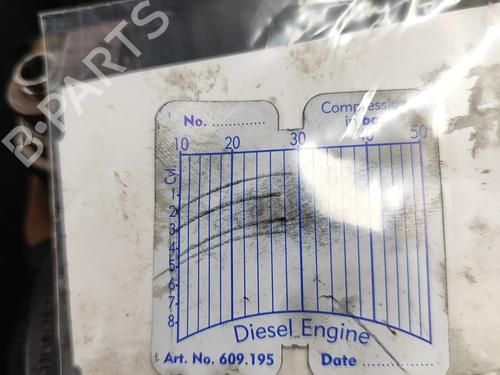 B-PARTS
No. .............
Compression
in bar
10 20 30 40 50
Cyl.
1
2
3
4
5
6
7
8
Diesel Engine
Art. No. 609.195 Date ................